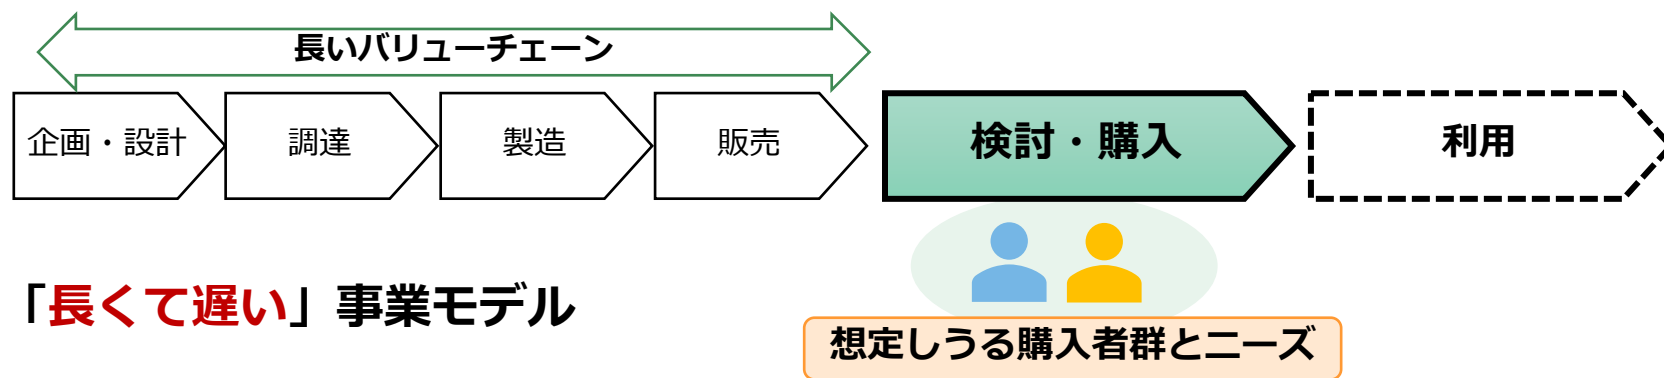 長いバリューチェーン
企画・設計
調達
製造
販売
検討・購入
利用
「長くて遅い」事業モデル
想定しうる購入者群とニーズ